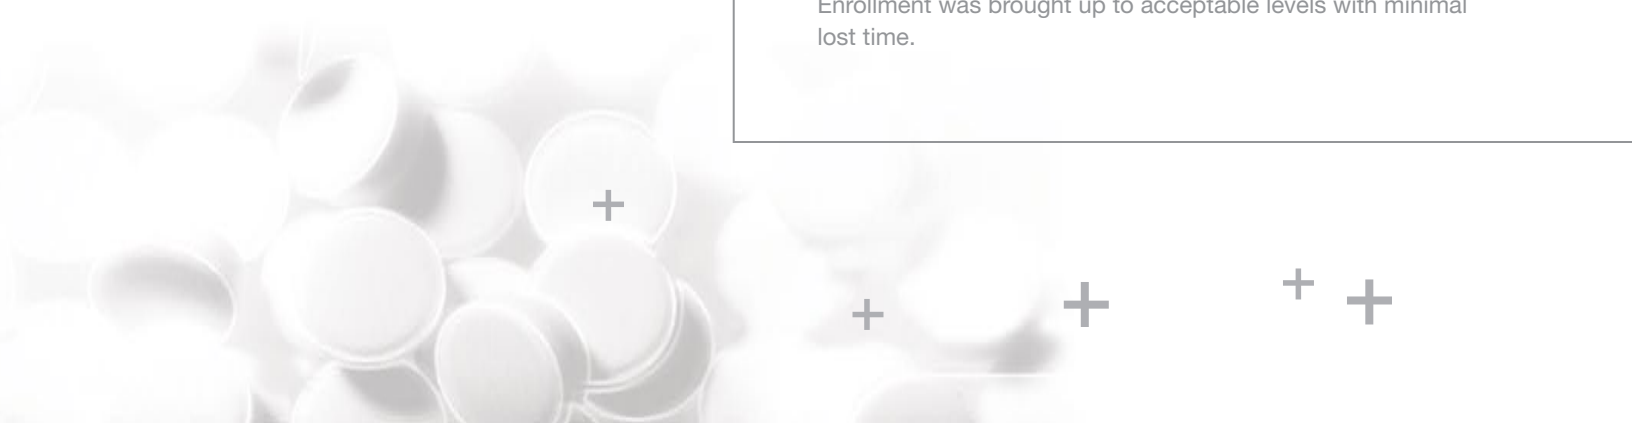 Enrollment was brought up to acceptable levels with minimal
lost time.